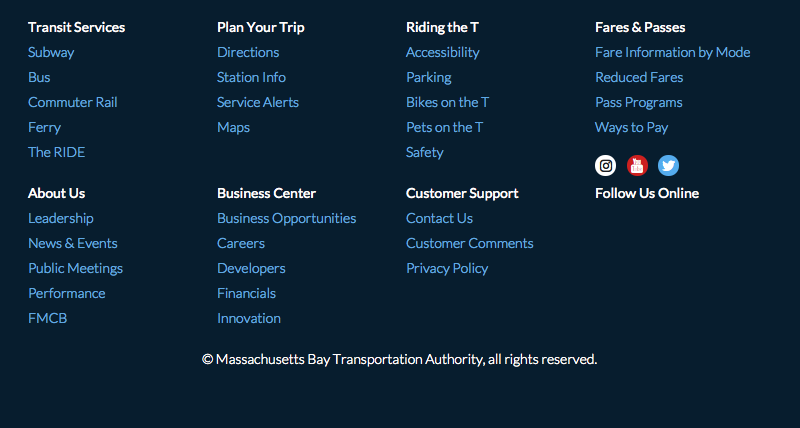 Transit Services
Subway
Bus
Commuter Rail
Ferry
The RIDE
Plan Your Trip
Directions
Station Info
Service Alerts
Maps
Riding the T
Accessibility
Parking
Bikes on the T
Pets on the T
Safety
Fares & Passes
Fare Information by Mode
Reduced Fares
Pass Programs
Ways to Pay
About Us
Leadership
News & Events
Public Meetings
Performance
FMCB
Business Center
Business Opportunities
Careers
Developers
Financials
Innovation
Customer Support
Contact Us
Customer Comments
Privacy Policy
Follow Us Online
© Massachusetts Bay Transportation Authority, all rights reserved.